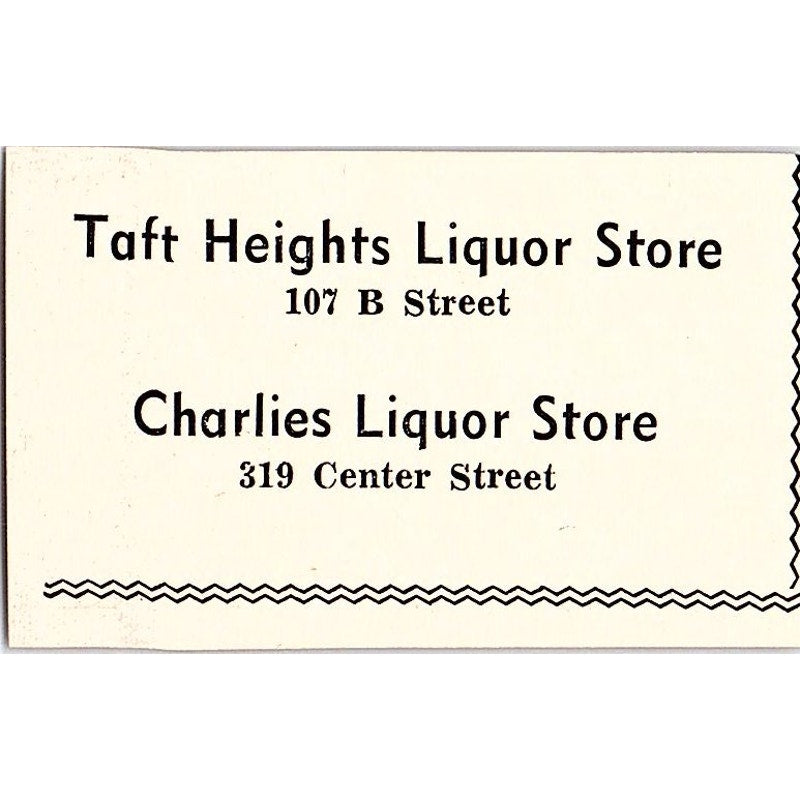 Taft Heights Liquor Store
107 B Street
Charlies Liquor Store
319 Center Street